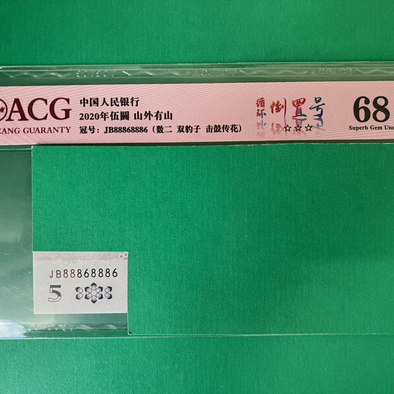 ACG
CANG GUARANTY
中国人民银行
2020年伍圆 山外有山
冠号: JB88868886 (数二 双豹子 击鼓传花)
循环
倒置号
☆☆☆
68
Superb Gem Unc
JB88868886
5